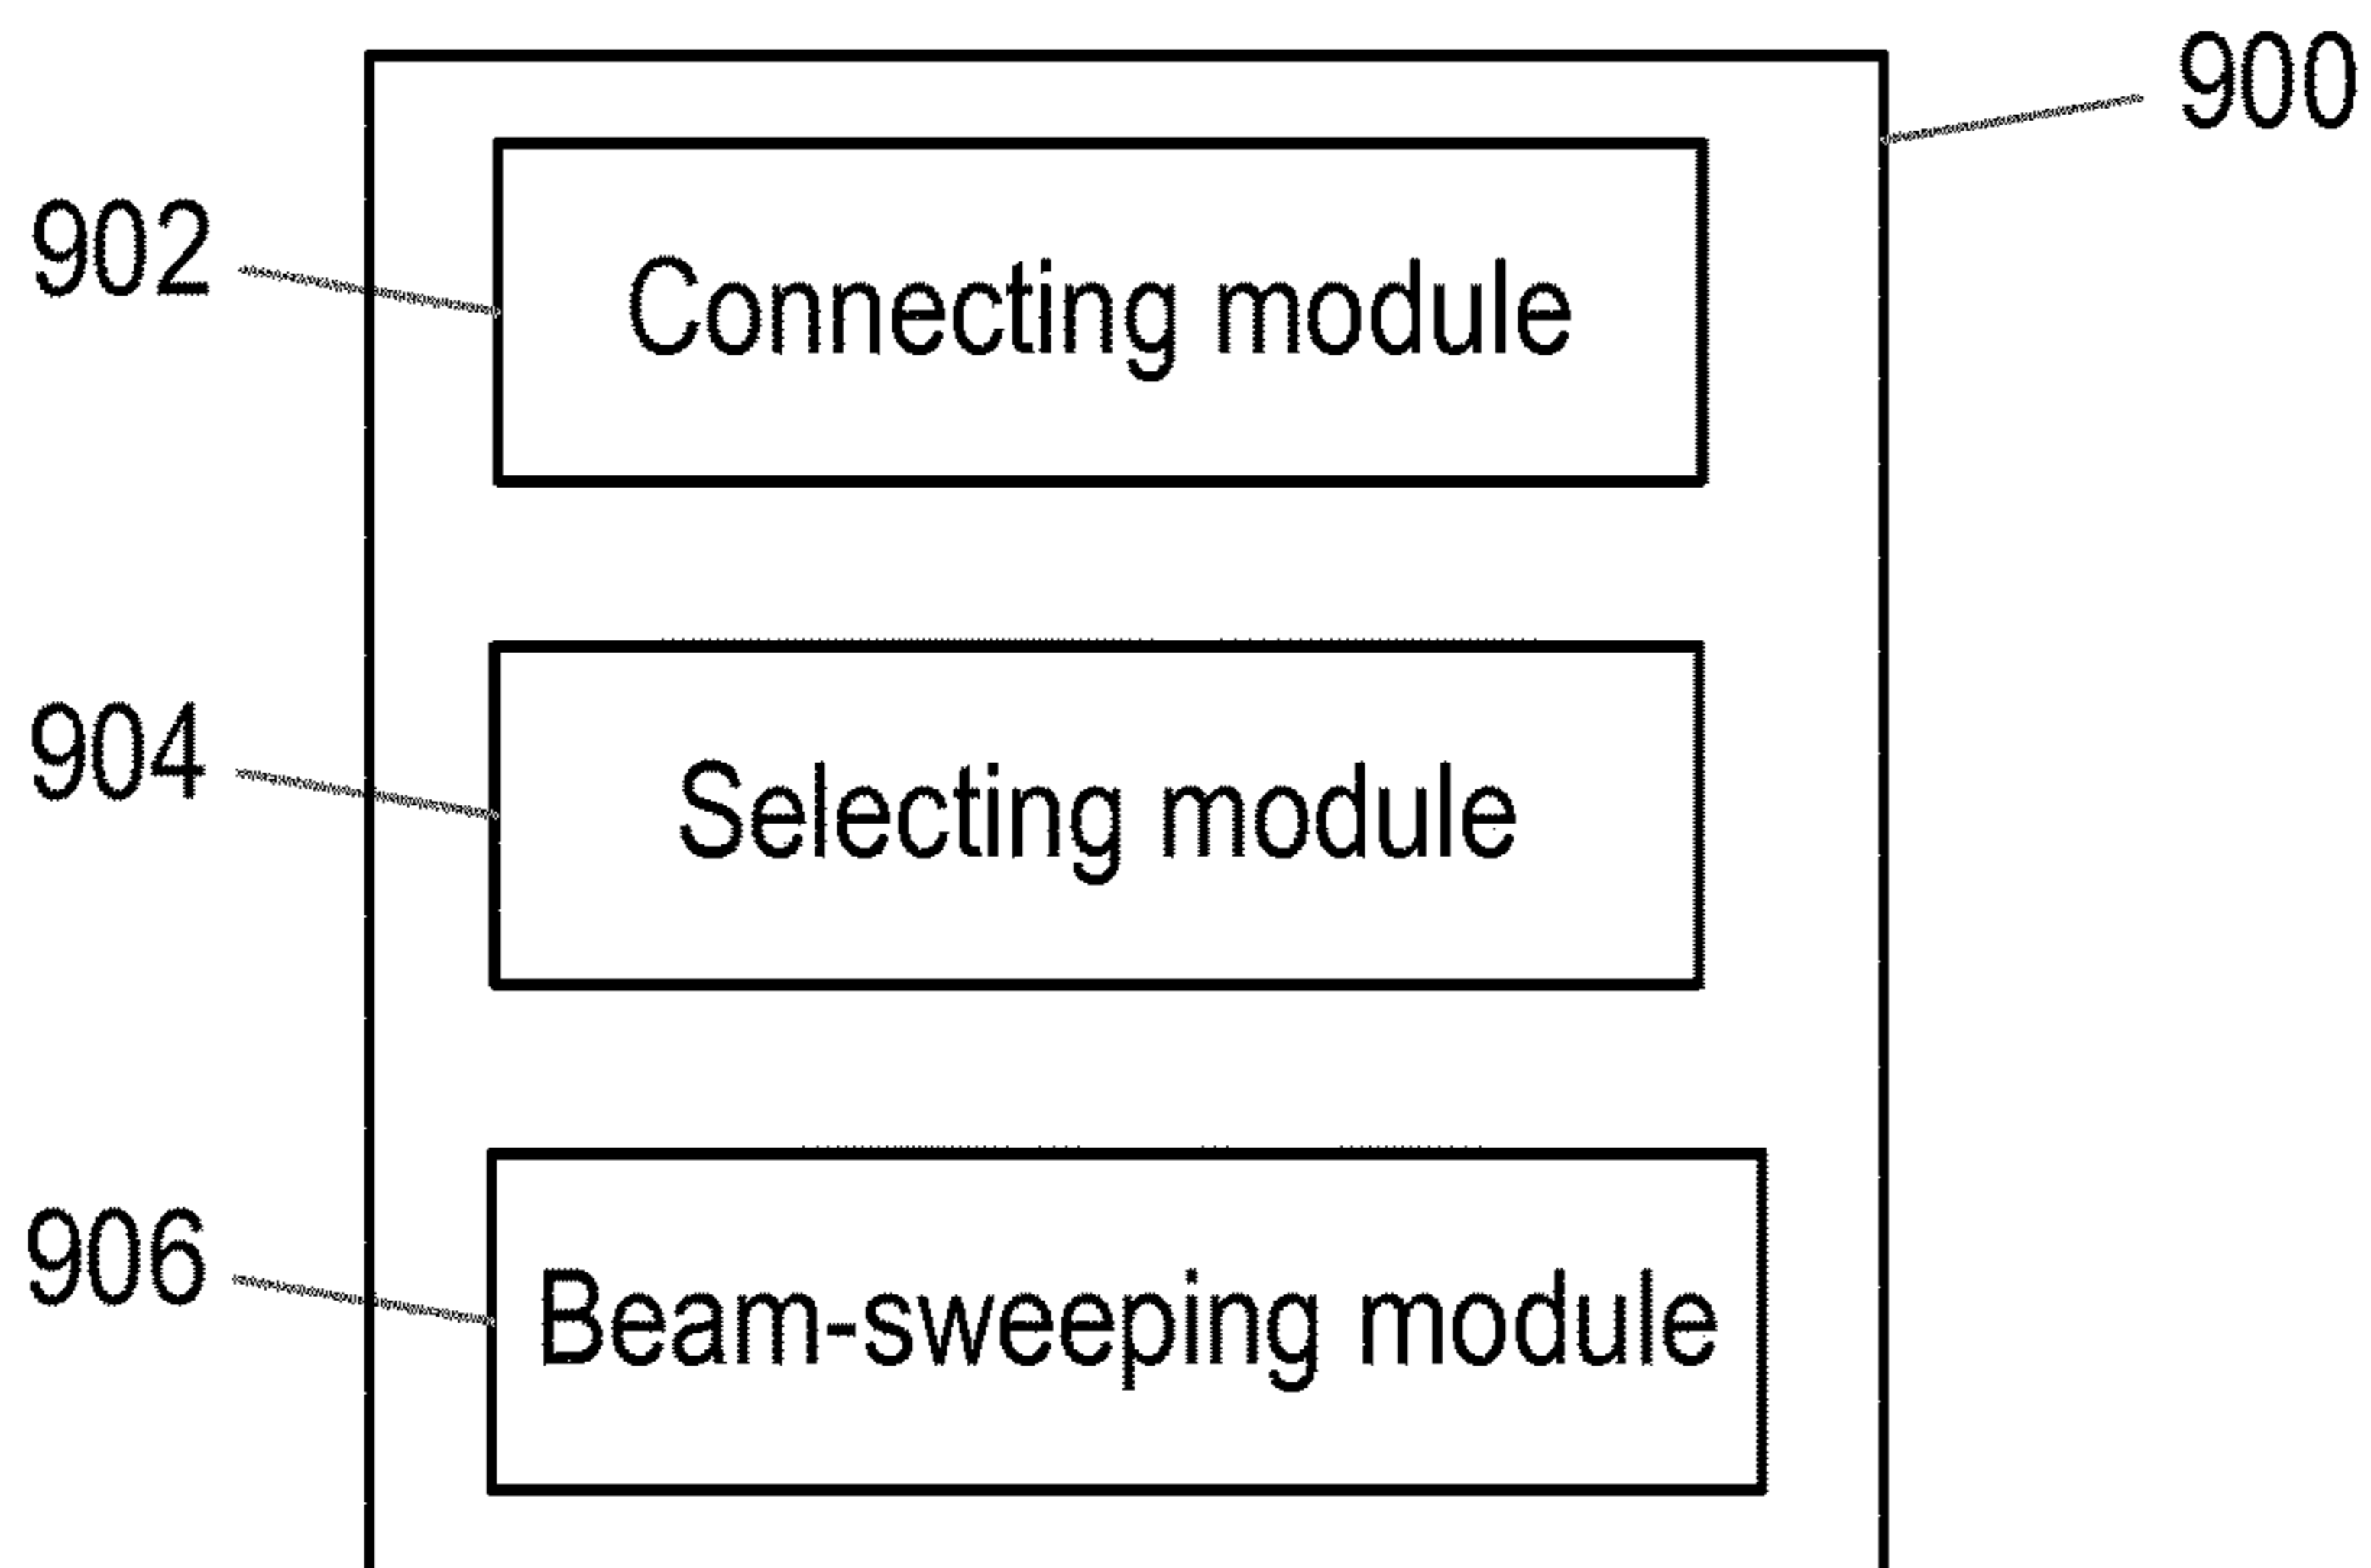 900
902
Connecting module
904
Selecting module
906
Beam-sweeping module